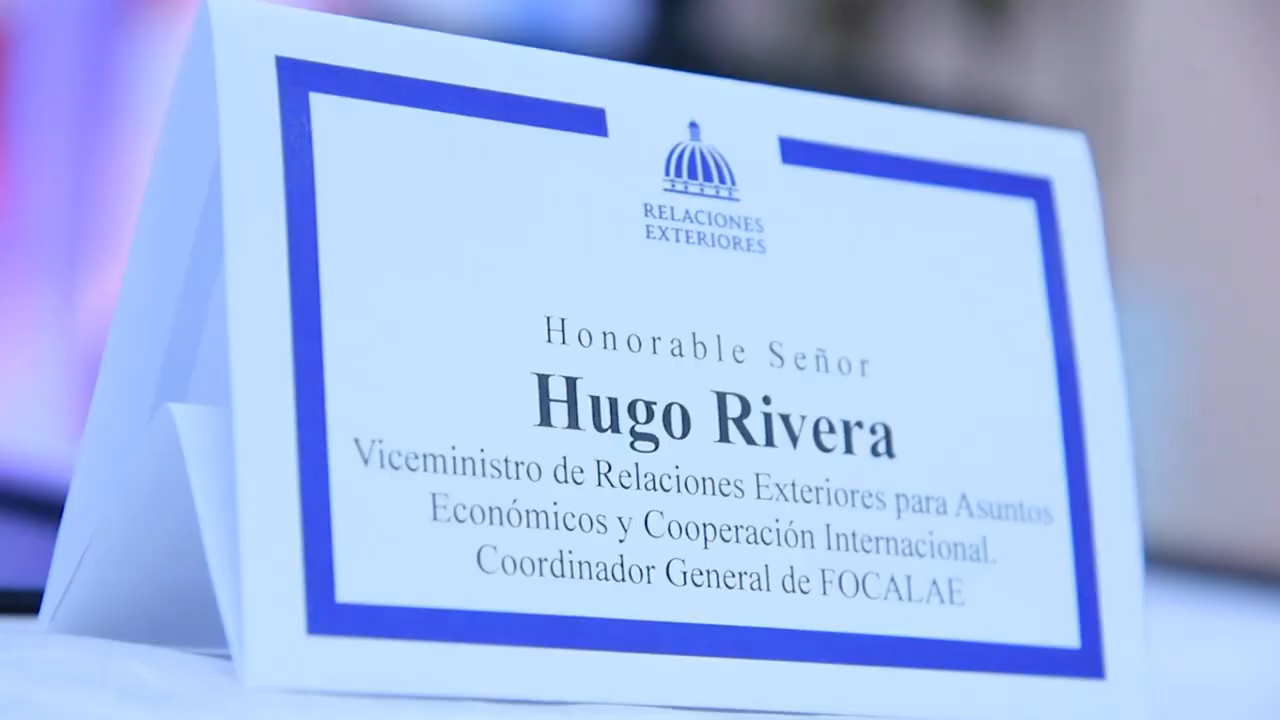 RELACIONES
EXTERIORES
Honorable Señor
Hugo Rivera
Viceministro de Relaciones Exteriores para Asuntos
Económicos y Cooperación Internacional.
Coordinador General de FOCALAE